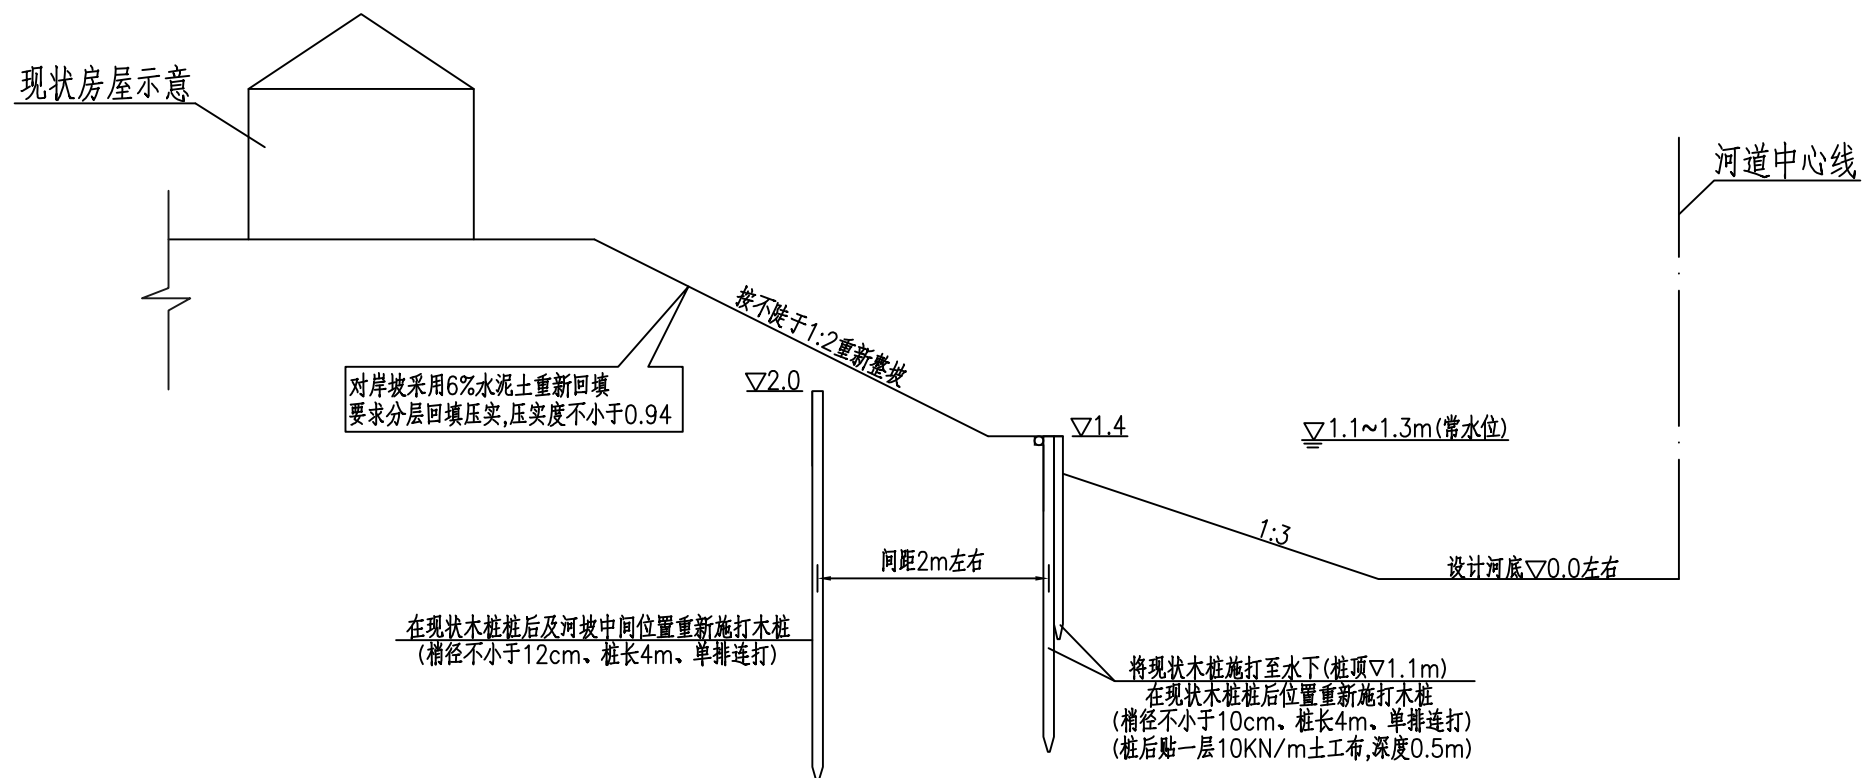 现状房屋示意
河道中心线
按不陡于1:2重新整坡
对岸坡采用6%水泥土重新回填
要求分层回填压实,压实度不小于0.94
▽2.0
▽1.4
▽1.1~1.3m(常水位)
1:3
间距2m左右
设计河底▽0.0左右
在现状木桩桩后及河坡中间位置重新施打木桩
(梢径不小于12cm、桩长4m、单排连打)
将现状木桩施打至水下(桩顶▽1.1m)
在现状木桩桩后位置重新施打木桩
(梢径不小于10cm、桩长4m、单排连打)
(桩后贴一层10KN/m土工布,深度0.5m)